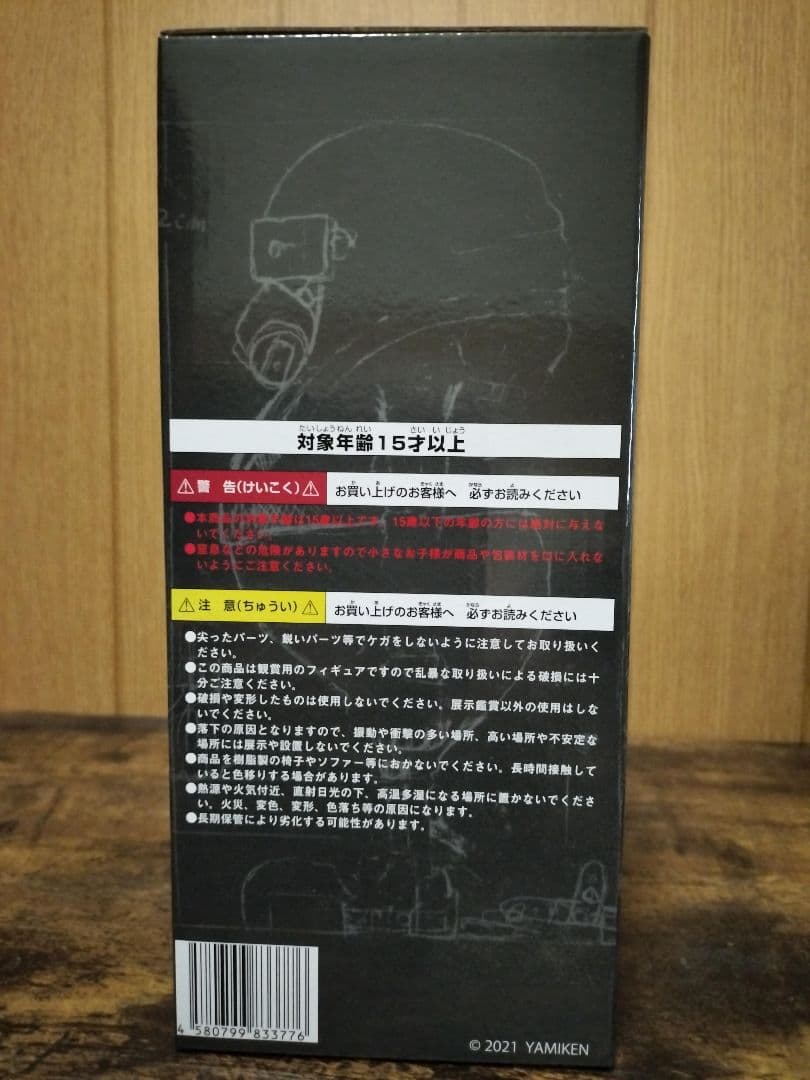 2cm
たいしょうねんれい さいいじょう
対象年齢15才以上
⚠警 告(けいこく)⚠ お買い上げのお客様へ 必ずお読みください
●本商品の対象年齢は15歳以上です。15歳以下の年齢の方には絶対に与えな
いでください。
●窒息などの危険がありますので小さなお子様が商品や包装材を口に入れな
いようにご注意ください。
⚠注 意(ちゅうい)⚠ お買い上げのお客様へ 必ずお読みください
●尖ったパーツ、鋭いパーツ等でケガをしないように注意してお取り扱いく
ださい。
●この商品は観賞用のフィギュアですので乱暴な取り扱いによる破損には十
分ご注意ください。
●破損や変形したものは使用しないでください。展示鑑賞以外の使用はしな
いでください。
●落下の原因となりますので、振動や衝撃の多い場所、高い場所や不安定な
場所には展示や設置しないでください。
●商品を樹脂製の椅子やソファー等におかないでください。長時間接触して
いると色移りする場合があります。
●熱源や火気付近、直射日光の下、高温多湿になる場所に置かないでくださ
い。火災、変色、変形、色落ち等の原因になります。
●長期保管により劣化する可能性があります。
4 580799 833776
© 2021 YAMIKEN